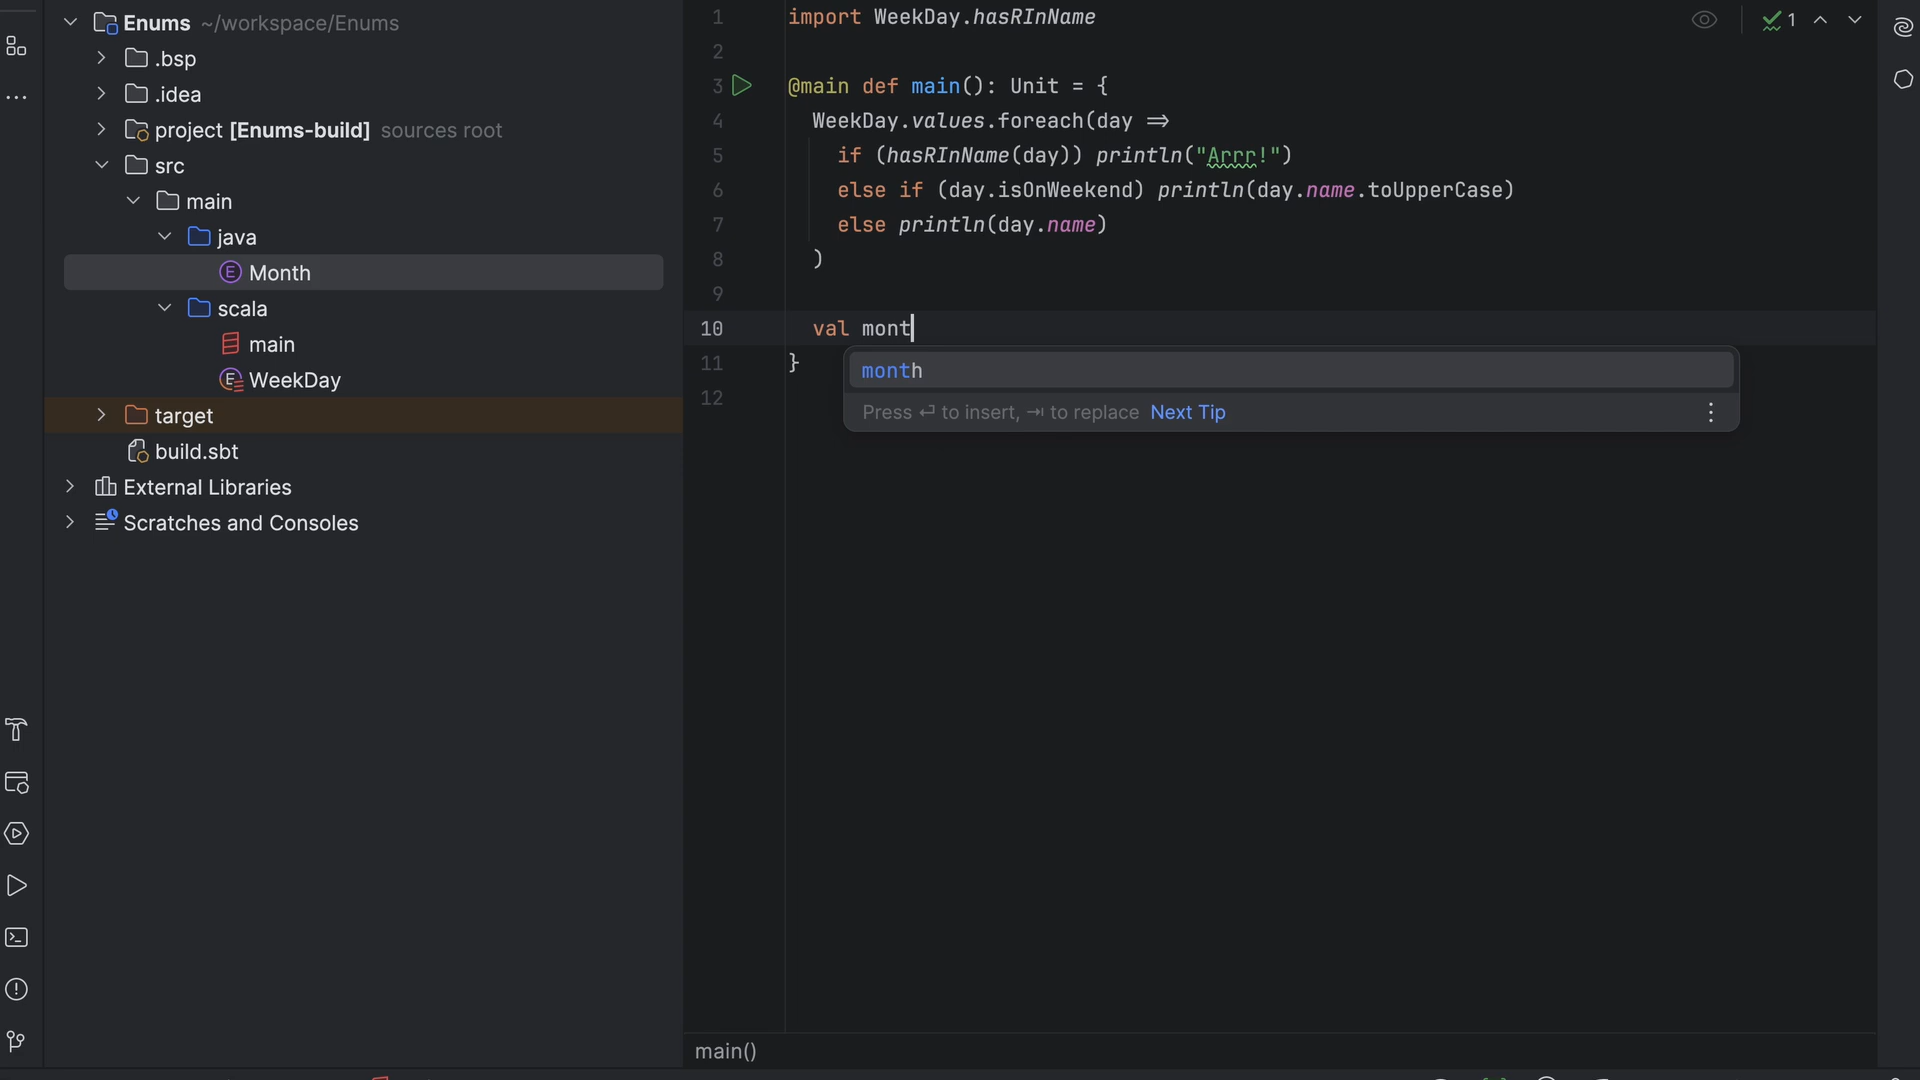 Enums ~/workspace/Enums
.bsp
.idea
project [Enums-build] sources root
src
main
java
Month
scala
main
WeekDay
target
build.sbt
External Libraries
Scratches and Consoles
1 import WeekDay.hasRInName
2
3 @main def main(): Unit = {
4 WeekDay.values.foreach(day =>
5 if (hasRInName(day)) println("Arrr!")
6 else if (day.isOnWeekend) println(day.name.toUpperCase)
7 else println(day.name)
8 )
9
10 val mont
11 }
12
month
Press ⏎ to insert, ⇥ to replace Next Tip
1
main()